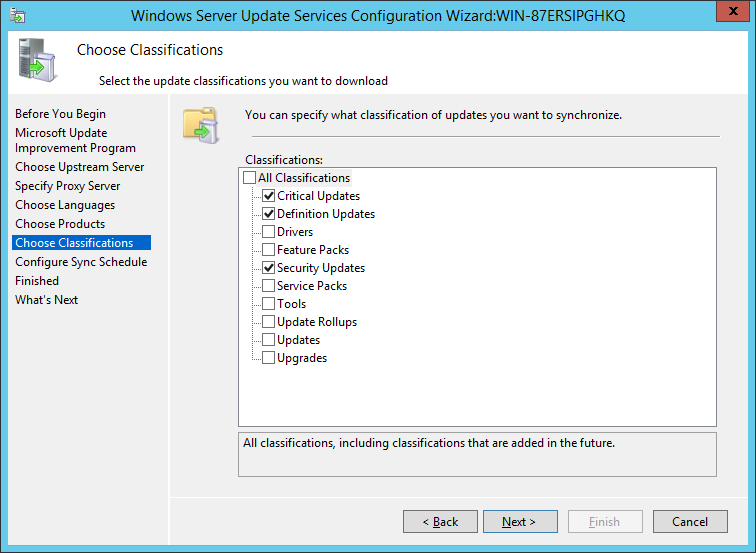 Windows Server Update Services Configuration Wizard:WIN-87ERSIPGHKQ
x
Choose Classifications
Select the update classifications you want to download
Before You Begin
Microsoft Update
Improvement Program
Choose Upstream Server
Specify Proxy Server
Choose Languages
Choose Products
Choose Classifications
Configure Sync Schedule
Finished
What's Next
You can specify what classification of updates you want to synchronize.
Classifications:
All Classifications
Critical Updates
Definition Updates
Drivers
Feature Packs
Security Updates
Service Packs
Tools
Update Rollups
Updates
Upgrades
All classifications, including classifications that are added in the future.
< Back
Next >
Finish
Cancel